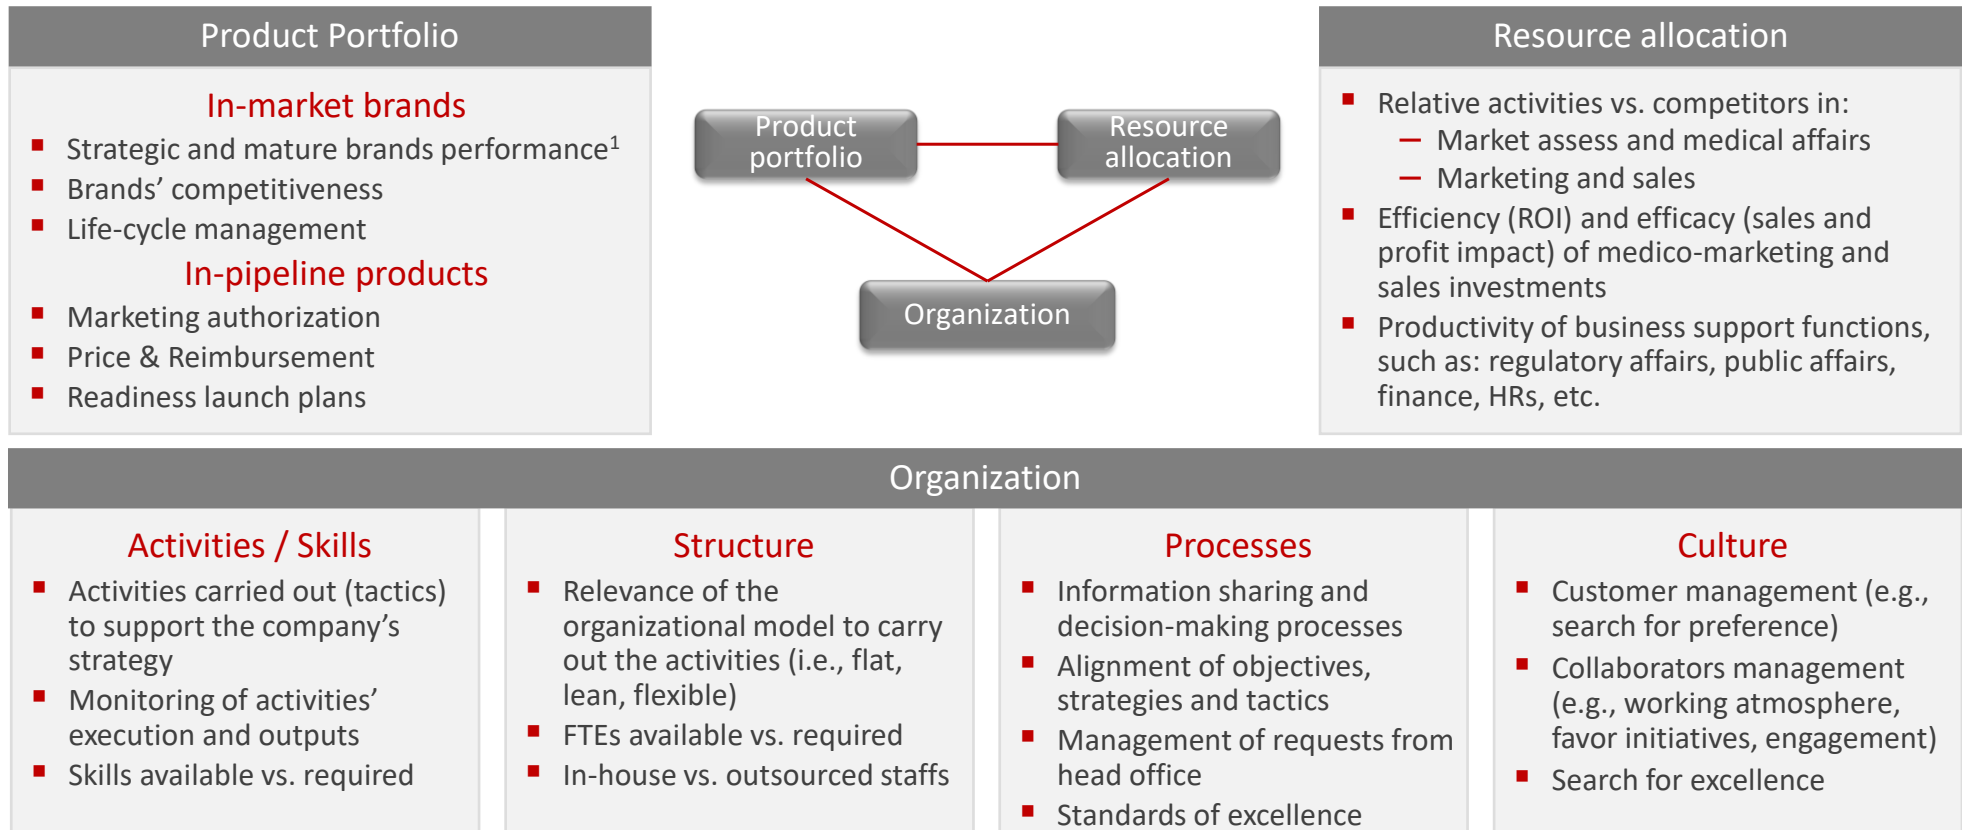 Product Portfolio
In-market brands
▪ Strategic and mature brands performance¹
▪ Brands’ competitiveness
▪ Life-cycle management
In-pipeline products
▪ Marketing authorization
▪ Price & Reimbursement
▪ Readiness launch plans
Product
portfolio
Resource
allocation
Organization
Resource allocation
▪ Relative activities vs. competitors in:
– Market assess and medical affairs
– Marketing and sales
▪ Efficiency (ROI) and efficacy (sales and
profit impact) of medico-marketing and
sales investments
▪ Productivity of business support functions,
such as: regulatory affairs, public affairs,
finance, HRs, etc.
Organization
Activities / Skills
▪ Activities carried out (tactics)
to support the company’s
strategy
▪ Monitoring of activities’
execution and outputs
▪ Skills available vs. required
Structure
▪ Relevance of the
organizational model to carry
out the activities (i.e., flat,
lean, flexible)
▪ FTEs available vs. required
▪ In-house vs. outsourced staffs
Processes
▪ Information sharing and
decision-making processes
▪ Alignment of objectives,
strategies and tactics
▪ Management of requests from
head office
▪ Standards of excellence
Culture
▪ Customer management (e.g.,
search for preference)
▪ Collaborators management
(e.g., working atmosphere,
favor initiatives, engagement)
▪ Search for excellence